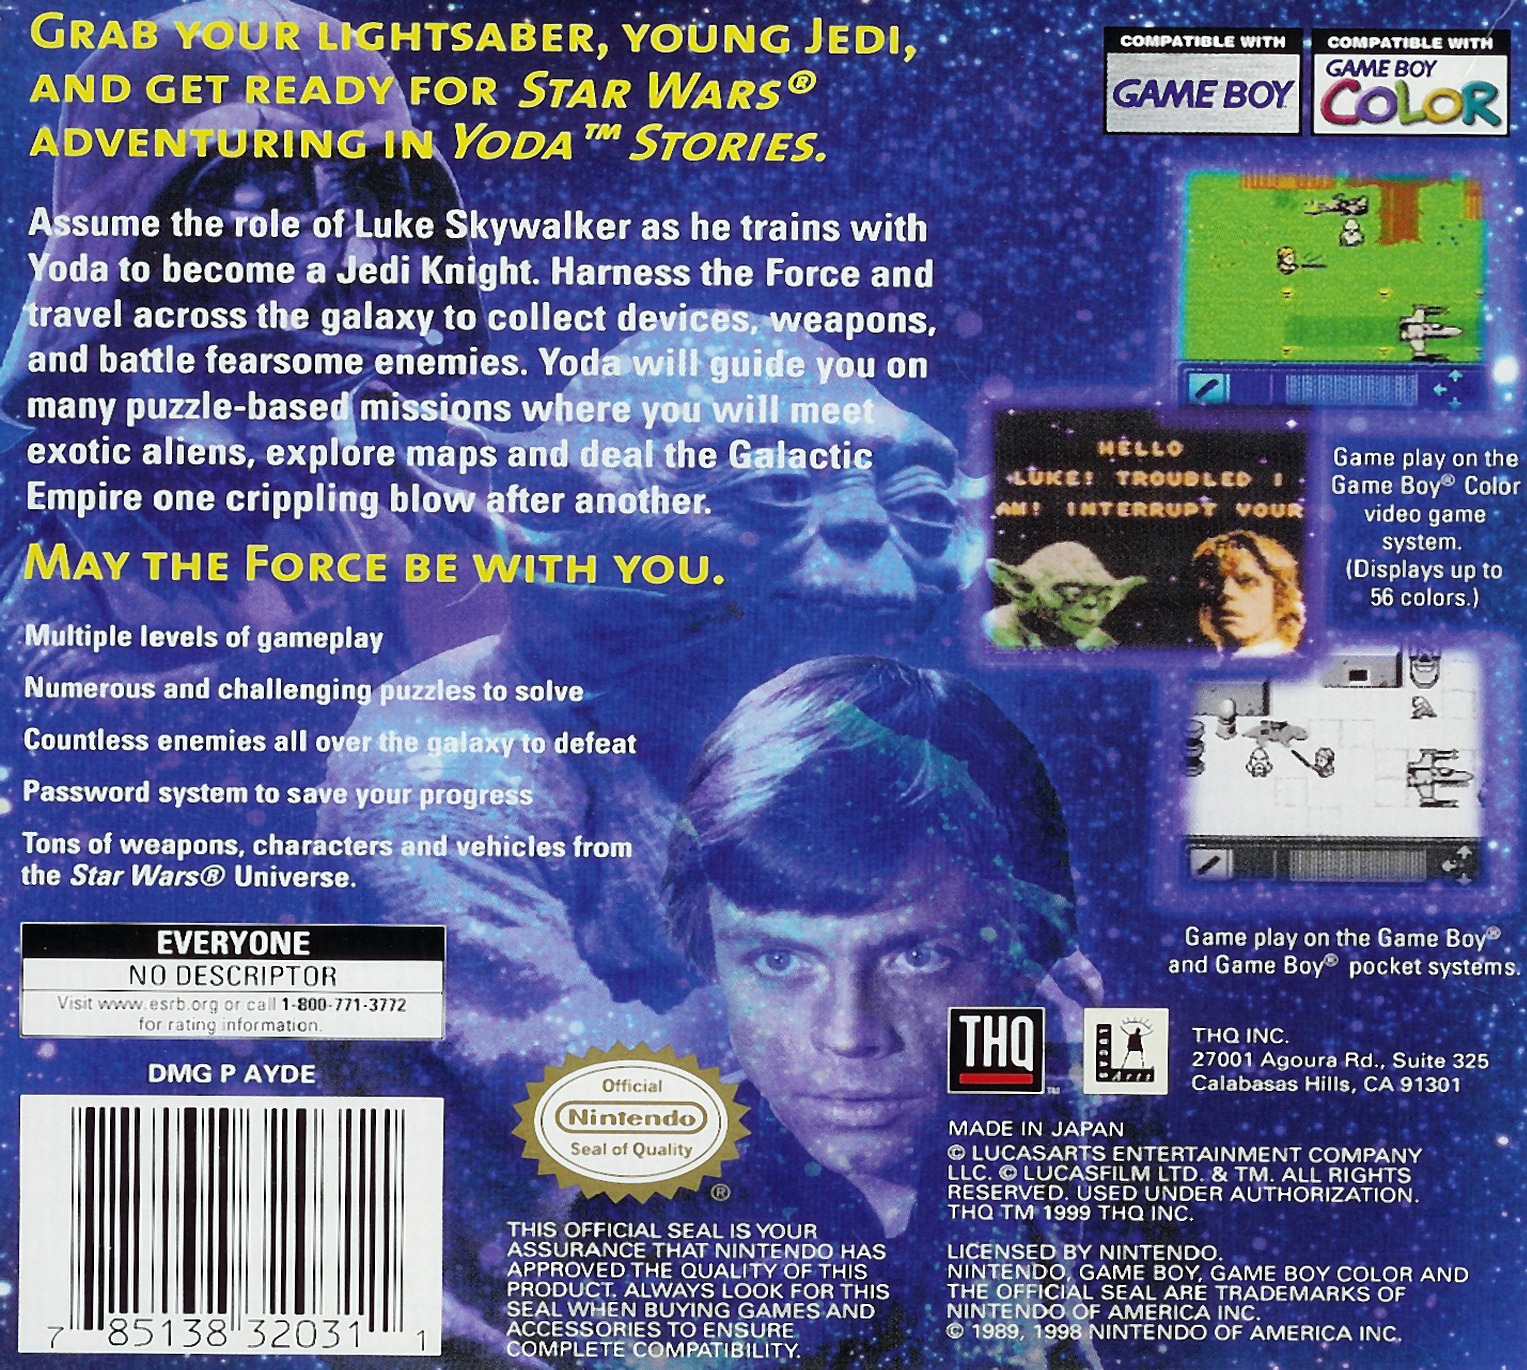 GRAB YOUR LIGHTSABER, YOUNG JEDI,
AND GET READY FOR STAR WARS®
ADVENTURING IN YODA™ STORIES.
Assume the role of Luke Skywalker as he trains with
Yoda to become a Jedi Knight. Harness the Force and
travel across the galaxy to collect devices, weapons,
and battle fearsome enemies. Yoda will guide you on
many puzzle-based missions where you will meet
exotic aliens, explore maps and deal the Galactic
Empire one crippling blow after another.
MAY THE FORCE BE WITH YOU.
Multiple levels of gameplay
Numerous and challenging puzzles to solve
Countless enemies all over the galaxy to defeat
Password system to save your progress
Tons of weapons, characters and vehicles from
the Star Wars® Universe.
COMPATIBLE WITH
GAME BOY
COMPATIBLE WITH
GAME BOY
COLOR
HELLO
LUKE! TROUBLED I
AM! INTERRUPT YOUR
Game play on the
Game Boy® Color
video game
system.
(Displays up to
56 colors.)
Game play on the Game Boy®
and Game Boy® pocket systems.
EVERYONE
NO DESCRIPTOR
Visit www.esrb.org or call 1-800-771-3772
for rating information.
DMG P AYDE
7 85138 32031 1
Official
Nintendo
Seal of Quality
®
THIS OFFICIAL SEAL IS YOUR
ASSURANCE THAT NINTENDO HAS
APPROVED THE QUALITY OF THIS
PRODUCT. ALWAYS LOOK FOR THIS
SEAL WHEN BUYING GAMES AND
ACCESSORIES TO ENSURE
COMPLETE COMPATIBILITY.
THQ™
LUCAS
Arts
THQ INC.
27001 Agoura Rd., Suite 325
Calabasas Hills, CA 91301
MADE IN JAPAN
© LUCASARTS ENTERTAINMENT COMPANY
LLC. © LUCASFILM LTD. & TM. ALL RIGHTS
RESERVED. USED UNDER AUTHORIZATION.
THQ TM 1999 THQ INC.
LICENSED BY NINTENDO.
NINTENDO, GAME BOY, GAME BOY COLOR AND
THE OFFICIAL SEAL ARE TRADEMARKS OF
NINTENDO OF AMERICA INC.
© 1989, 1998 NINTENDO OF AMERICA INC.